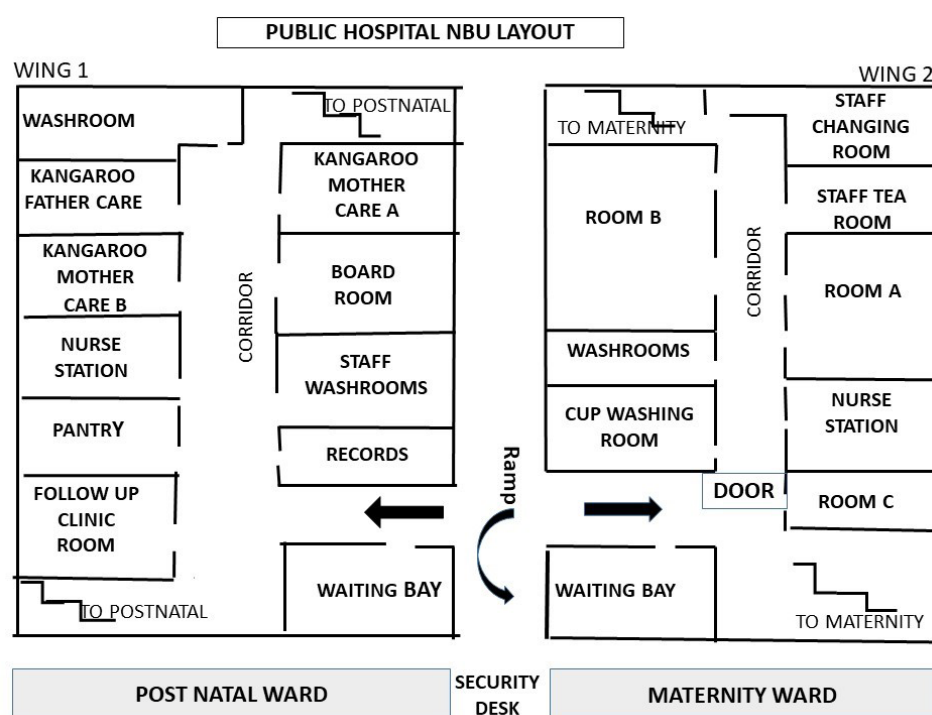 PUBLIC HOSPITAL NBU LAYOUT
WING 1
WASHROOM
TO POSTNATAL
KANGAROO
FATHER CARE
KANGAROO
MOTHER
CARE A
KANGAROO
MOTHER
CARE B
BOARD
ROOM
CORRIDOR
NURSE
STATION
STAFF
WASHROOMS
PANTRY
RECORDS
FOLLOW UP
CLINIC
ROOM
WAITING BAY
TO POSTNATAL
Ramp
WING 2
TO MATERNITY
STAFF
CHANGING
ROOM
ROOM B
STAFF TEA
ROOM
CORRIDOR
ROOM A
WASHROOMS
CUP WASHING
ROOM
NURSE
STATION
DOOR
ROOM C
WAITING BAY
TO MATERNITY
POST NATAL WARD
SECURITY
DESK
MATERNITY WARD